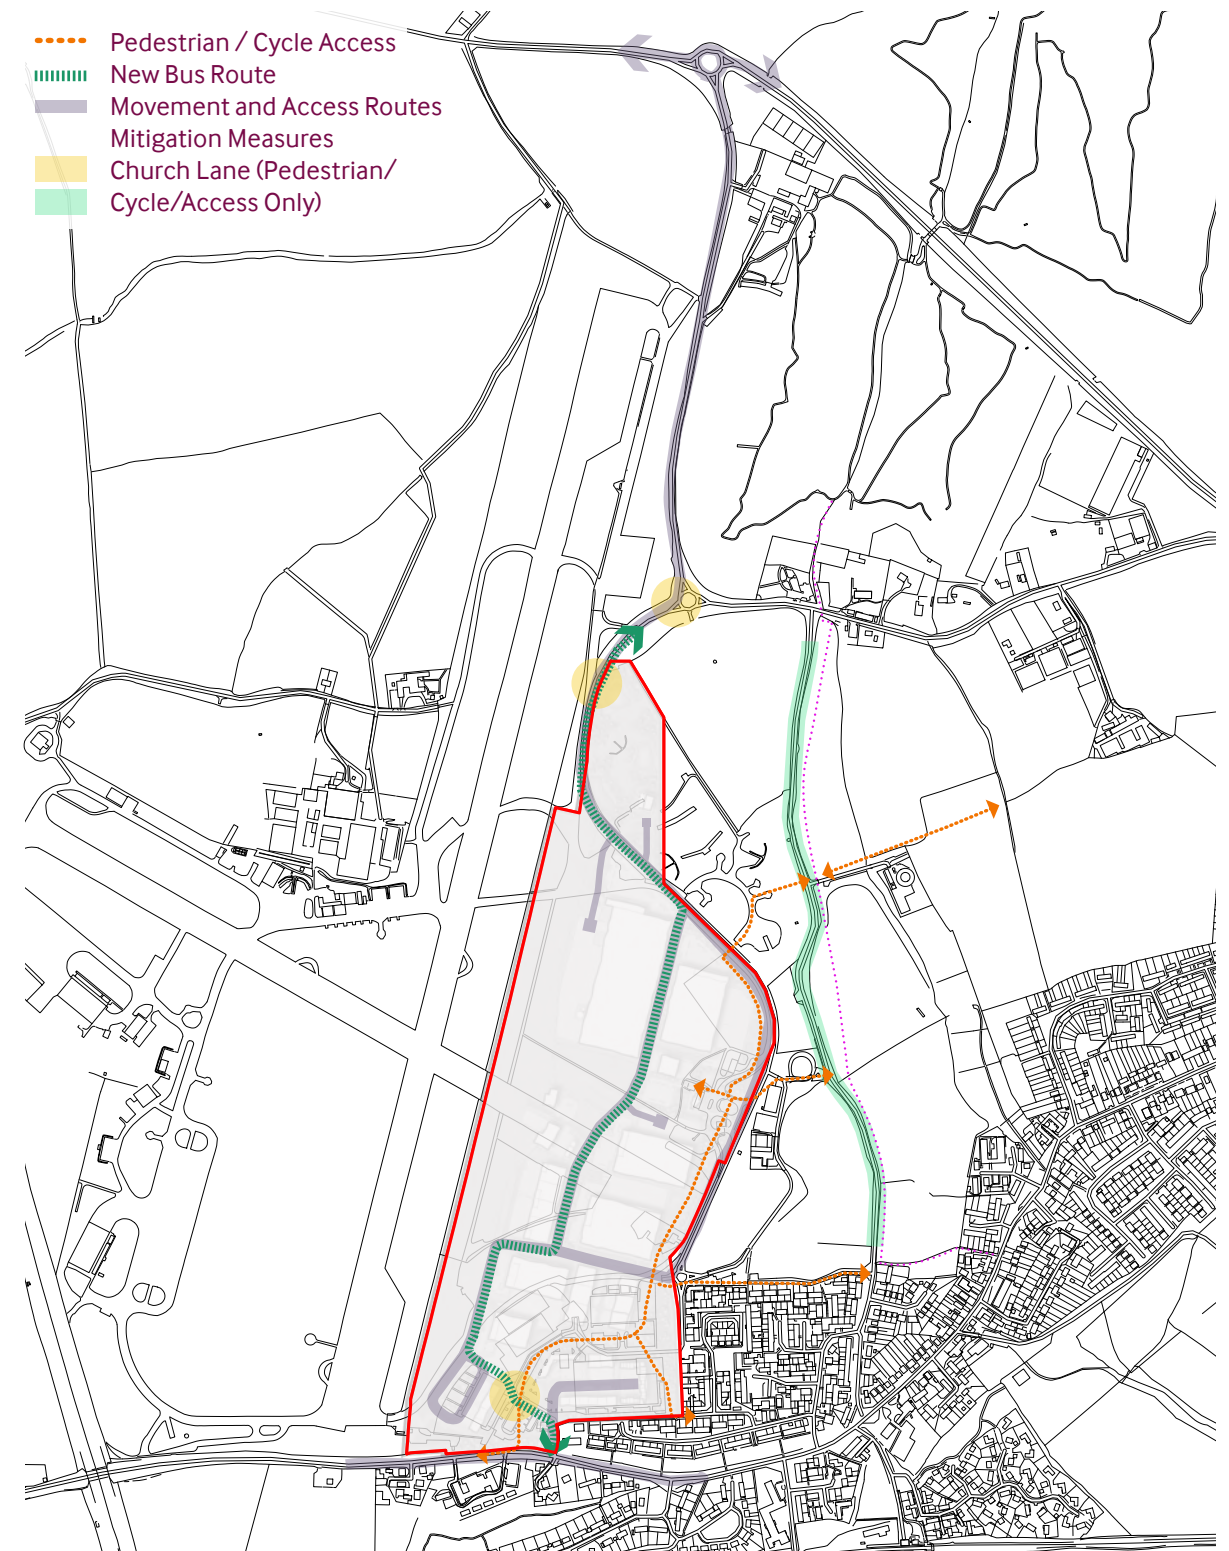 Pedestrian / Cycle Access
New Bus Route
Movement and Access Routes
Mitigation Measures
Church Lane (Pedestrian/
Cycle/Access Only)